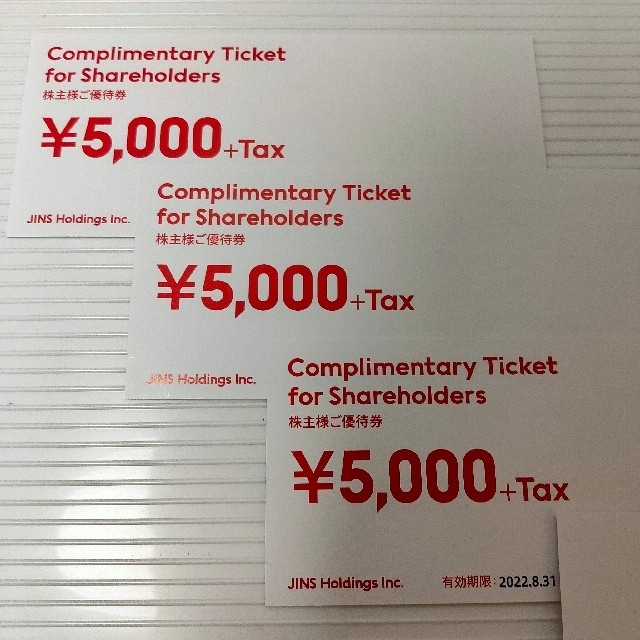 Complimentary Ticket
for Shareholders
株主様ご優待券
¥5,000+Tax
JINS Holdings Inc.
Complimentary Ticket
for Shareholders
株主様ご優待券
¥5,000+Tax
JINS Holdings Inc.
Complimentary Ticket
for Shareholders
株主様ご優待券
¥5,000+Tax
JINS Holdings Inc. 有効期限: 2022.8.31